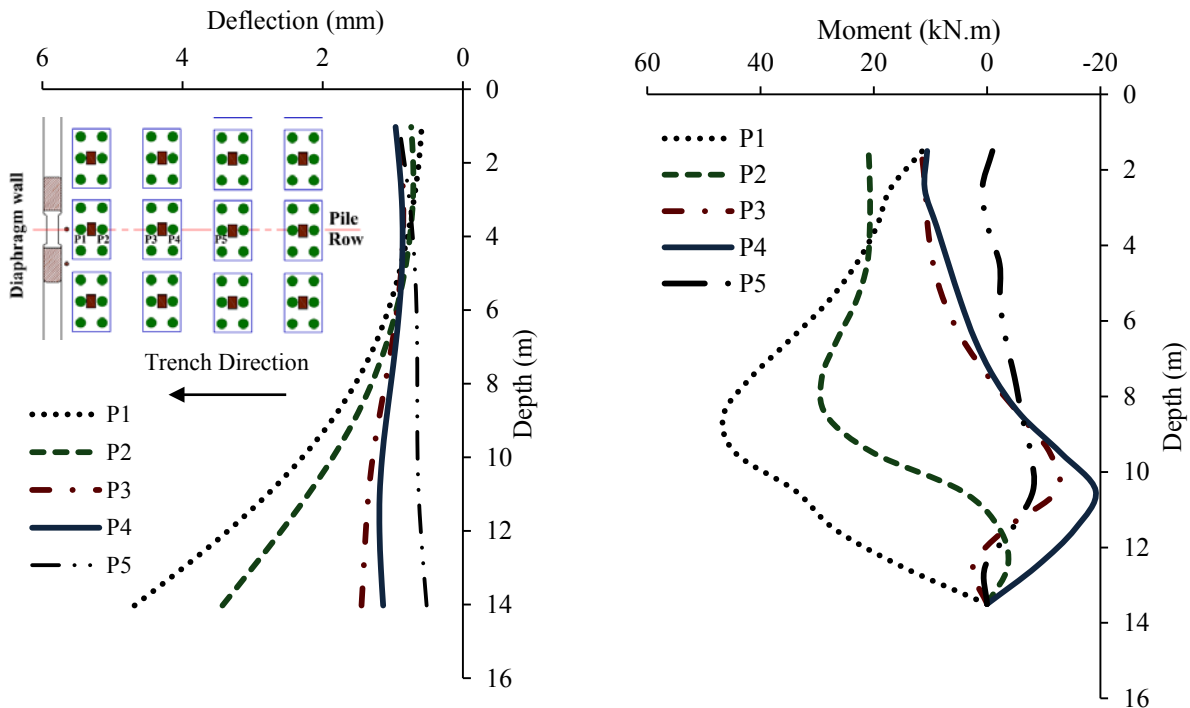 Deflection (mm)
6 4 2 0
0
2
4
6
8
10
12
14
16
Depth (m)
Diaphragm wall
P1 P2 P3 P4 P5
Pile
Row
Trench Direction
P1
P2
P3
P4
P5
Moment (kN.m)
60 40 20 0 -20
0
2
4
6
8
10
12
14
16
Depth (m)
P1
P2
P3
P4
P5